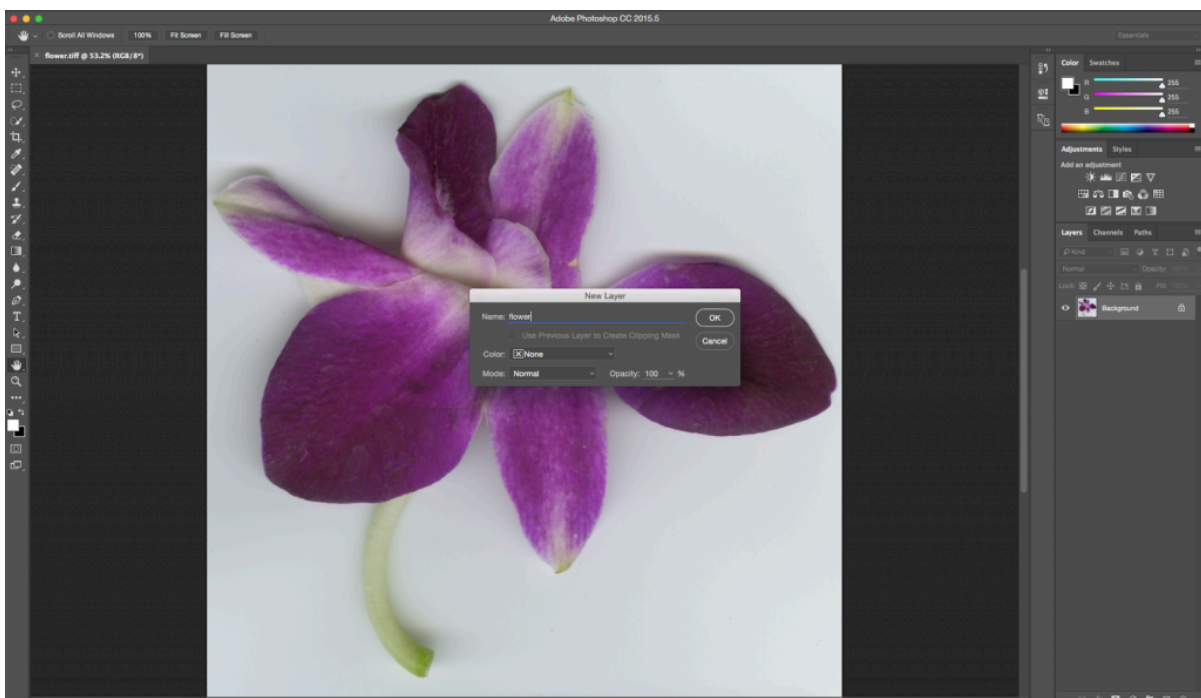 Adobe Photoshop CC 2015.5
Scroll All Windows 100% Fit Screen Fill Screen Essentials
× flower.tiff @ 53.2% (RGB/8*)
Color Swatches
R 255
G 255
B 255
Adjustments Styles
Add an adjustment
Layers Channels Paths
Kind
Normal Opacity:
Lock: Fill:
Background
New Layer
Name: flower OK
Use Previous Layer to Create Clipping Mask
Cancel
Color: None
Mode: Normal Opacity: 100 %